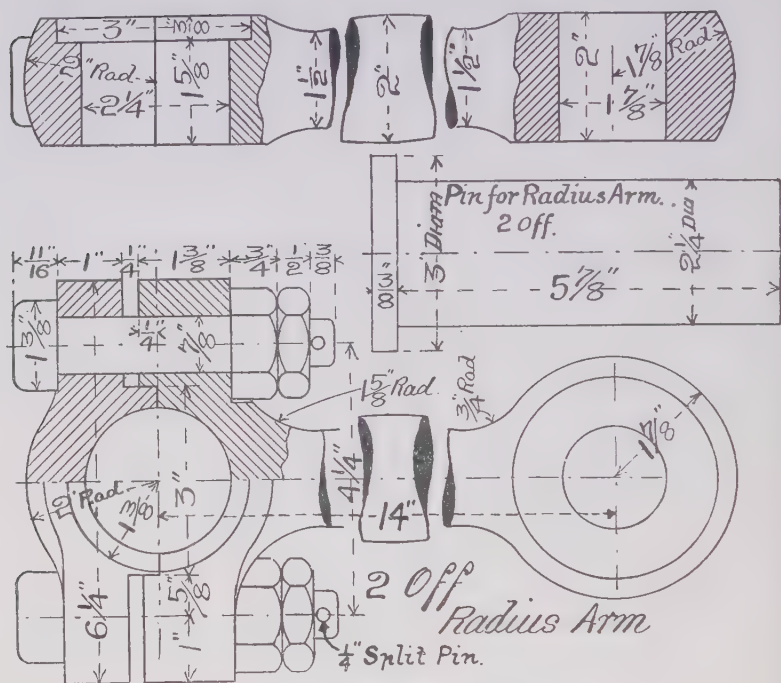 3"
3/8"
2" Rad.
2 1/4"
1 5/8"
1 1/2"
2"
1 1/2"
2"
1 7/8"
1 7/8"
Rad.
Pin for Radius Arm.
2 Off.
3" Diam
3/8"
5 7/8"
2 1/4" Dia
11/16"
1"
1/4"
1 3/8"
3/4"
1/2"
3/8"
1 3/8"
1/4"
7/8"
1 5/8" Rad.
3/4" Rad
1 7/8"
4 1/4"
3"
2" Rad.
1 3/8"
14"
6 1/4"
5/8"
1"
2 Off
Radius Arm
1/4" Split Pin.